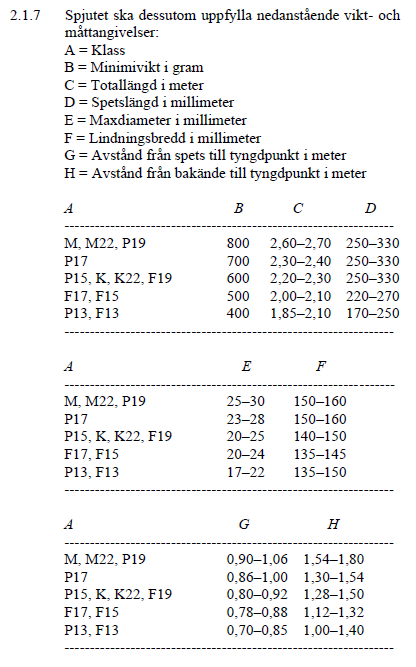 2.1.7 Spjutet ska dessutom uppfylla nedanstående vikt- och
måttangivelser:
A = Klass
B = Minimivikt i gram
C = Totallängd i meter
D = Spetslängd i millimeter
E = Maxdiameter i millimeter
F = Lindningsbredd i millimeter
G = Avstånd från spets till tyngdpunkt i meter
H = Avstånd från bakände till tyngdpunkt i meter
A B C D
----------------------------------------------------------------
M, M22, P19 800 2,60–2,70 250–330
P17 700 2,30–2,40 250–330
P15, K, K22, F19 600 2,20–2,30 250–330
F17, F15 500 2,00–2,10 220–270
P13, F13 400 1,85–2,10 170–250
----------------------------------------------------------------
A E F
----------------------------------------------------------------
M, M22, P19 25–30 150–160
P17 23–28 150–160
P15, K, K22, F19 20–25 140–150
F17, F15 20–24 135–145
P13, F13 17–22 135–150
----------------------------------------------------------------
A G H
----------------------------------------------------------------
M, M22, P19 0,90–1,06 1,54–1,80
P17 0,86–1,00 1,30–1,54
P15, K, K22, F19 0,80–0,92 1,28–1,50
F17, F15 0,78–0,88 1,12–1,32
P13, F13 0,70–0,85 1,00–1,40
----------------------------------------------------------------